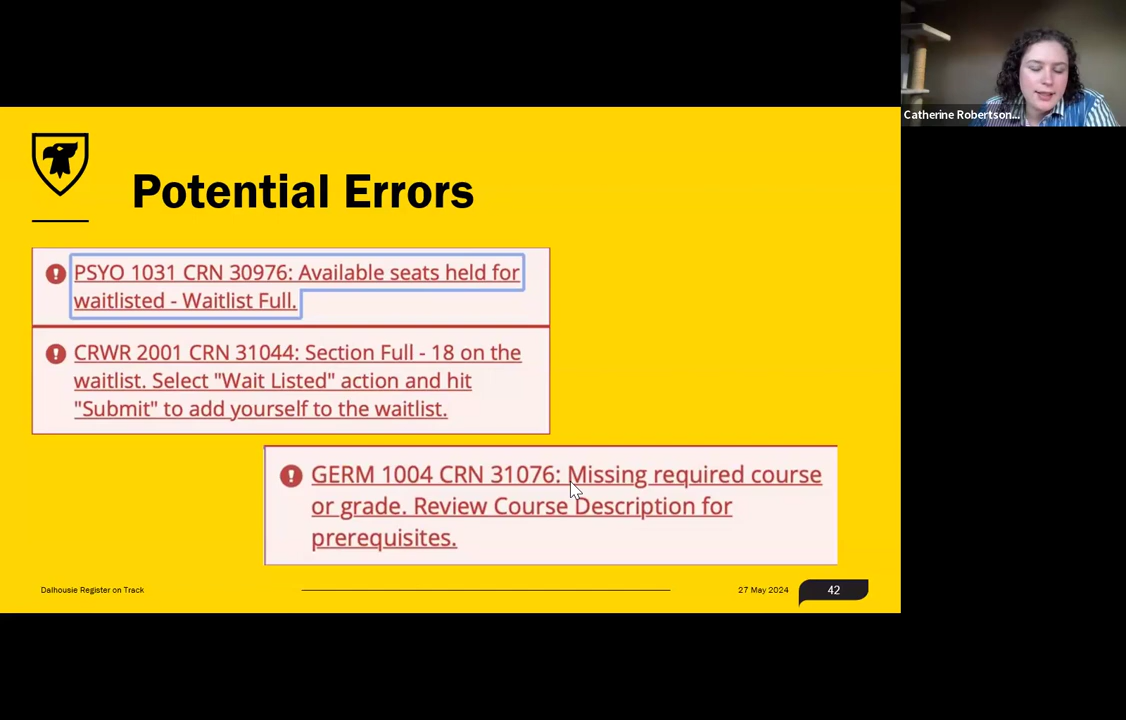 Catherine Robertson...
Potential Errors
PSYO 1031 CRN 30976: Available seats held for
waitlisted - Waitlist Full.
CRWR 2001 CRN 31044: Section Full - 18 on the
waitlist. Select "Wait Listed" action and hit
"Submit" to add yourself to the waitlist.
GERM 1004 CRN 31076: Missing required course
or grade. Review Course Description for
prerequisites.
Dalhousie Register on Track
27 May 2024
42